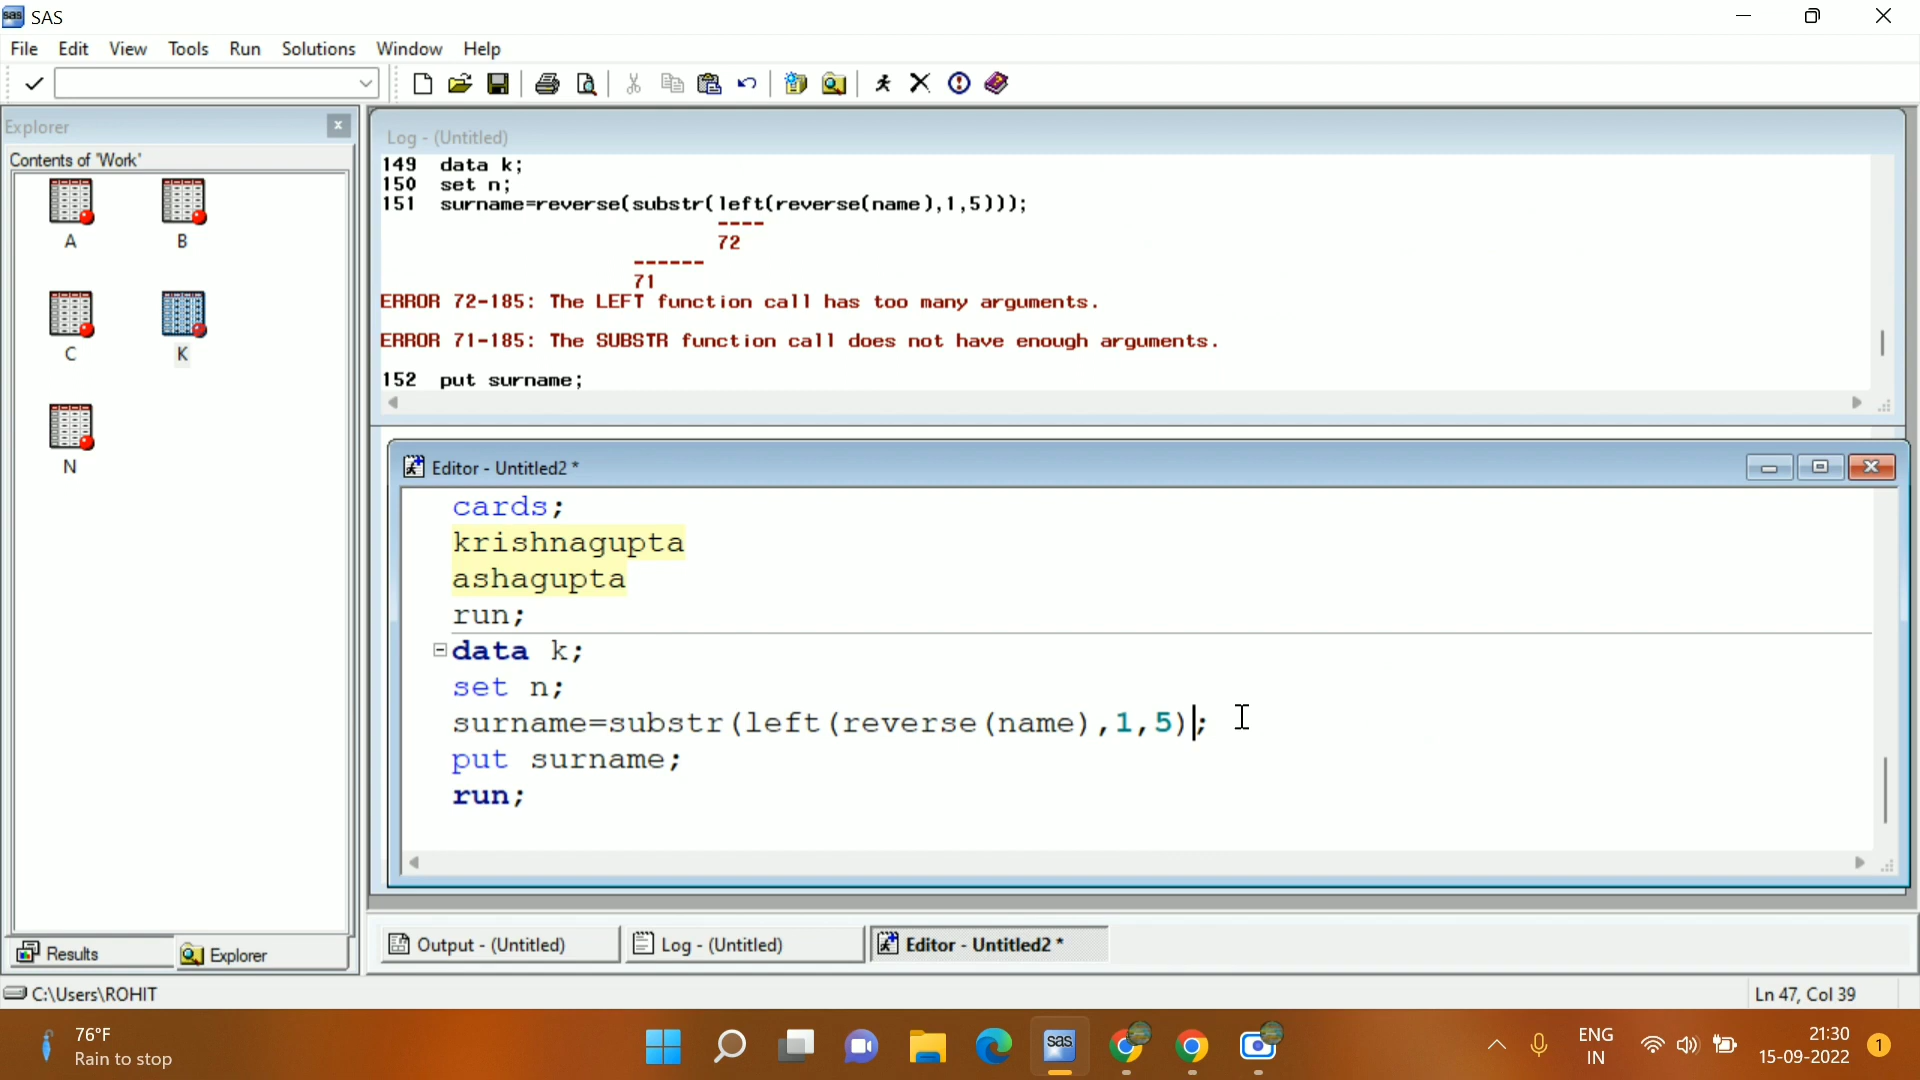 sas SAS
File Edit View Tools Run Solutions Window Help
Explorer
Contents of 'Work'
A B
C K
N
Results Explorer
Log - (Untitled)
149 data k;
150 set n;
151 surname=reverse(substr(left(reverse(name),1,5)));
----
72
------
71
ERROR 72-185: The LEFT function call has too many arguments.
ERROR 71-185: The SUBSTR function call does not have enough arguments.
152 put surname;
Editor - Untitled2 *
cards;
krishnagupta
ashagupta
run;
data k;
set n;
surname=substr(left(reverse(name),1,5);
put surname;
run;
Output - (Untitled) Log - (Untitled) Editor - Untitled2 *
C:\Users\ROHIT Ln 47, Col 39
76°F
Rain to stop
sas
ENG
IN
21:30
15-09-2022
1